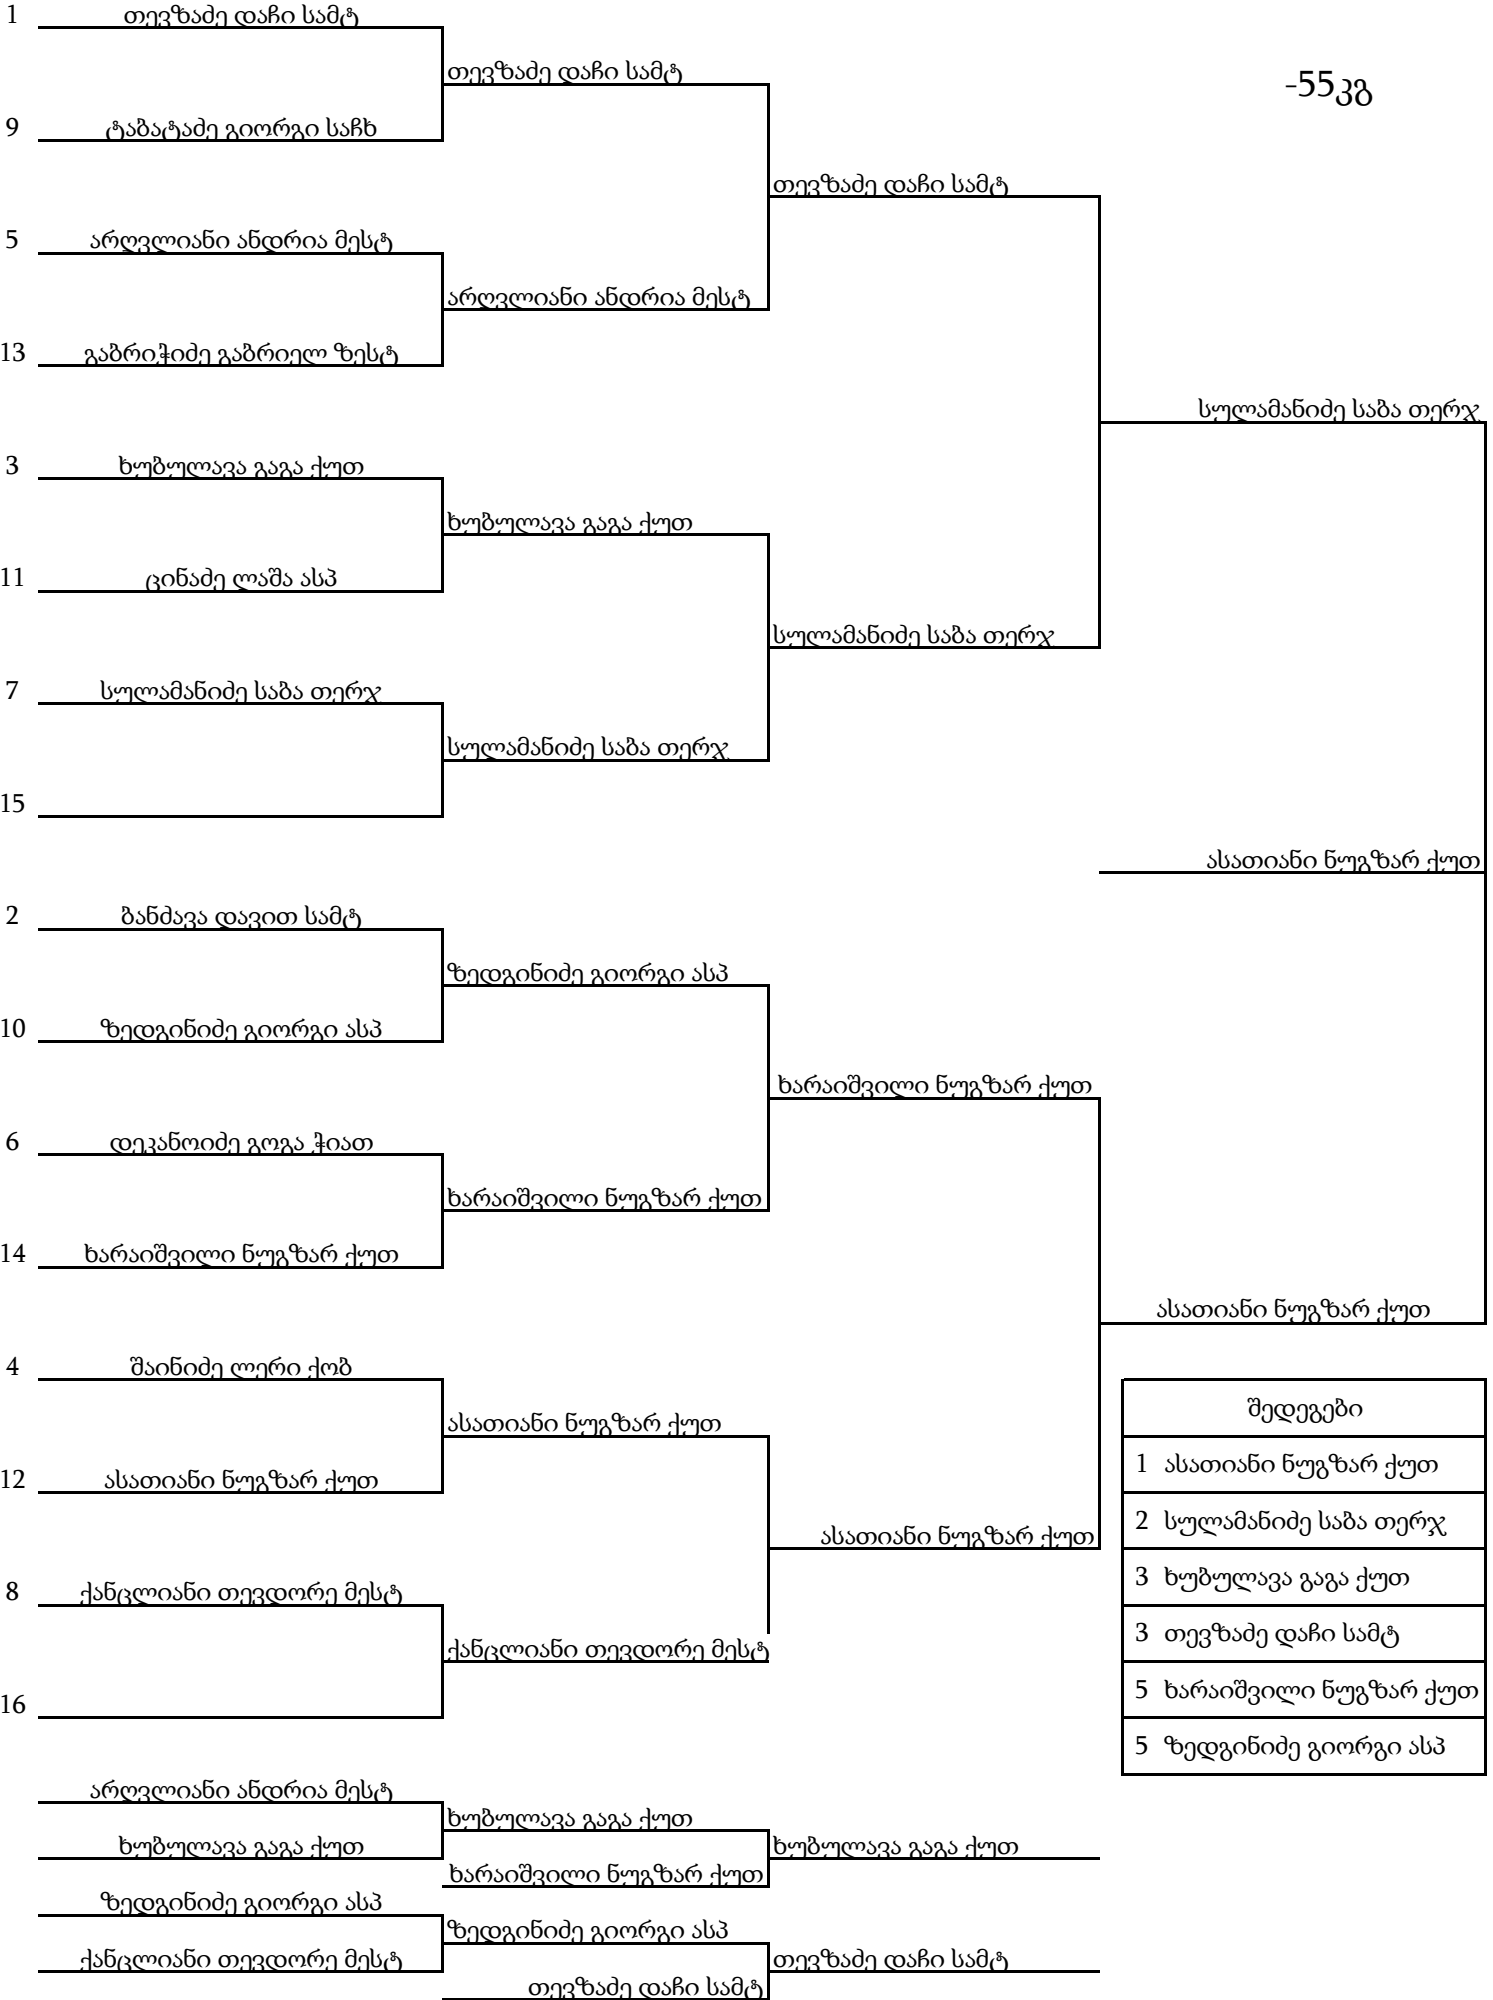 1 თევზაძე დაჩი სამტ
თევზაძე დაჩი სამტ
-55კგ
9 ტაბატაძე გიორგი საჩხ
თევზაძე დაჩი სამტ
5 არღვლიანი ანდრია მესტ
არღვლიანი ანდრია მესტ
13 გაბრიჭიძე გაბრიელ ზესტ
სულამანიძე საბა თერჯ
3 ხუბულავა გაგა ქუთ
ხუბულავა გაგა ქუთ
11 ცინაძე ლაშა ასპ
სულამანიძე საბა თერჯ
7 სულამანიძე საბა თერჯ
სულამანიძე საბა თერჯ
15
ასათიანი ნუგზარ ქუთ
2 ბანძავა დავით სამტ
ზედგინიძე გიორგი ასპ
10 ზედგინიძე გიორგი ასპ
ხარაიშვილი ნუგზარ ქუთ
6 დეკანოიძე გოგა ჭიათ
ხარაიშვილი ნუგზარ ქუთ
14 ხარაიშვილი ნუგზარ ქუთ
ასათიანი ნუგზარ ქუთ
4 შაინიძე ლერი ქობ
ასათიანი ნუგზარ ქუთ
12 ასათიანი ნუგზარ ქუთ
ასათიანი ნუგზარ ქუთ
8 ქანცლიანი თევდორე მესტ
ქანცლიანი თევდორე მესტ
16
შედეგები
1 ასათიანი ნუგზარ ქუთ
2 სულამანიძე საბა თერჯ
3 ხუბულავა გაგა ქუთ
3 თევზაძე დაჩი სამტ
5 ხარაიშვილი ნუგზარ ქუთ
5 ზედგინიძე გიორგი ასპ
არღვლიანი ანდრია მესტ
ხუბულავა გაგა ქუთ
ხუბულავა გაგა ქუთ
ხუბულავა გაგა ქუთ
ხარაიშვილი ნუგზარ ქუთ
ზედგინიძე გიორგი ასპ
ზედგინიძე გიორგი ასპ
ქანცლიანი თევდორე მესტ
თევზაძე დაჩი სამტ
თევზაძე დაჩი სამტ